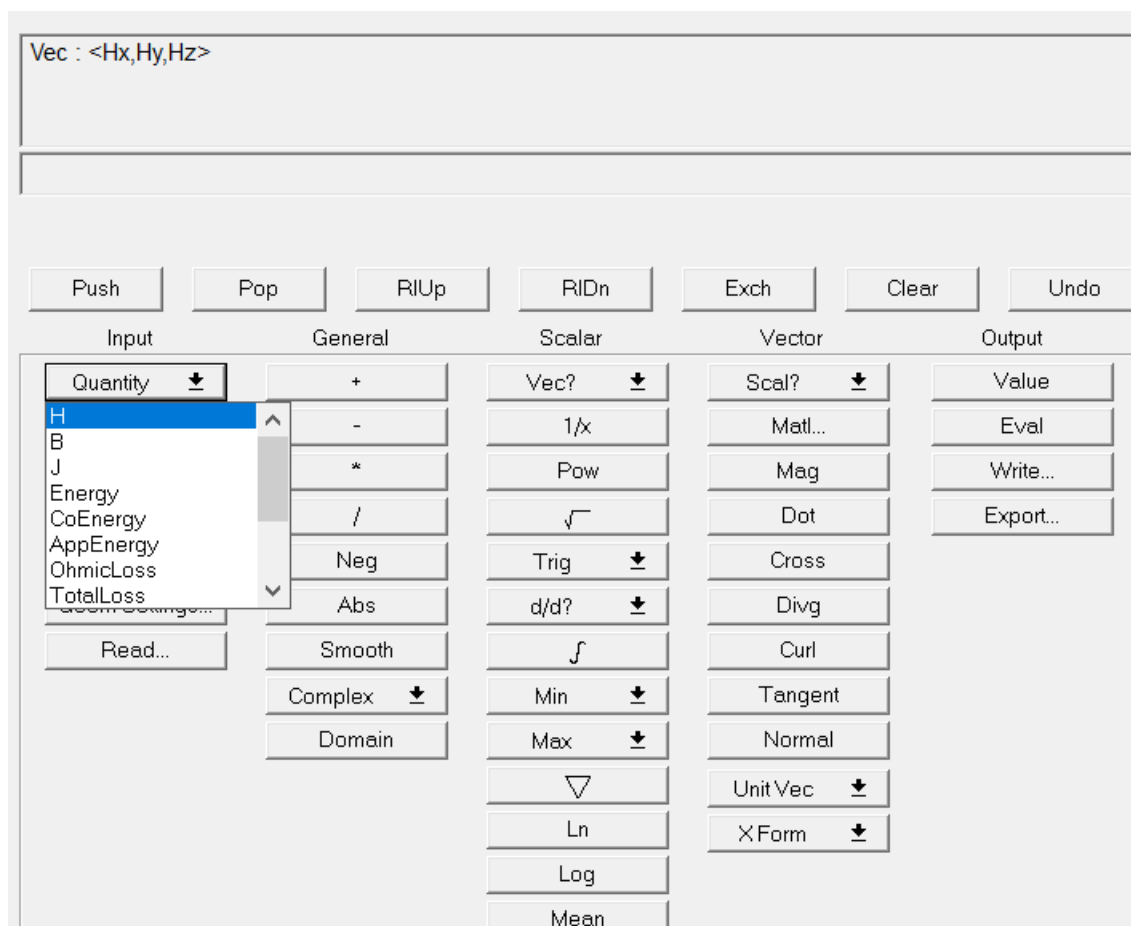 Vec : <Hx,Hy,Hz>
Push Pop RlUp RlDn Exch Clear Undo
Input General Scalar Vector Output
Quantity + Vec? Scal? Value
H - 1/x Matl... Eval
B
J * Pow Mag Write...
Energy
CoEnergy / √ Dot Export...
AppEnergy
OhmicLoss Neg Trig Cross
TotalLoss
Abs d/d? Divg
Read... Smooth ∫ Curl
Complex Min Tangent
Domain Max Normal
▽ Unit Vec
Ln XForm
Log
Mean